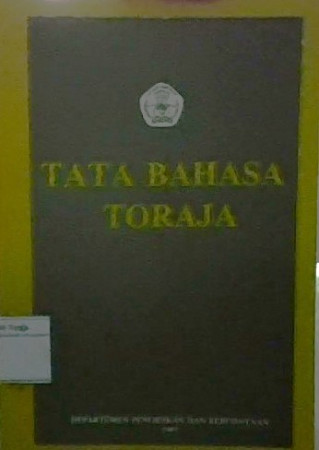 TATA BAHASA
TORAJA
DEPARTEMEN PENDIDIKAN DAN KEBUDAYAAN